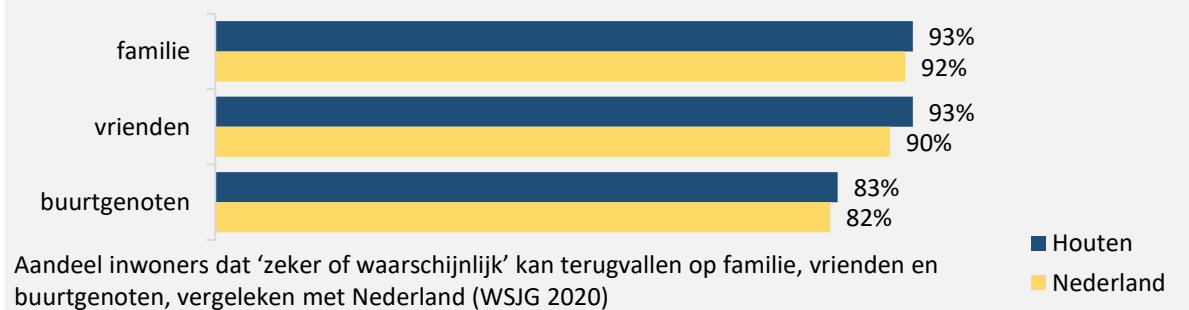 familie
93%
92%
vrienden
93%
90%
buurtgenoten
83%
82%
Houten
Nederland
Aandeel inwoners dat ‘zeker of waarschijnlijk’ kan terugvallen op familie, vrienden en
buurtgenoten, vergeleken met Nederland (WSJG 2020)